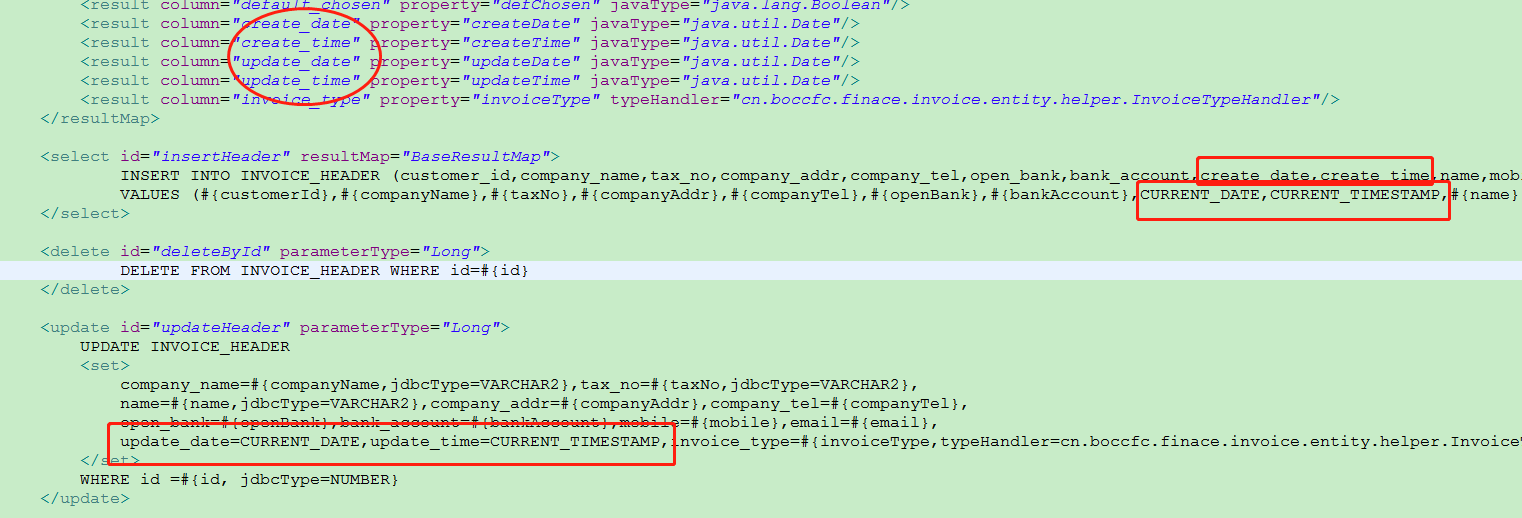 <result column="default_chosen" property="defChosen" javaType="java.lang.Boolean"/>
<result column="create_date" property="createDate" javaType="java.util.Date"/>
<result column="create_time" property="createTime" javaType="java.util.Date"/>
<result column="update_date" property="updateDate" javaType="java.util.Date"/>
<result column="update_time" property="updateTime" javaType="java.util.Date"/>
<result column="invoice_type" property="invoiceType" typeHandler="cn.boccfc.finace.invoice.entity.helper.InvoiceTypeHandler"/>
</resultMap>
<select id="insertHeader" resultMap="BaseResultMap">
INSERT INTO INVOICE_HEADER (customer_id,company_name,tax_no,company_addr,company_tel,open_bank,bank_account,create_date,create_time,name,mobi
VALUES (#{customerId},#{companyName},#{taxNo},#{companyAddr},#{companyTel},#{openBank},#{bankAccount},CURRENT_DATE,CURRENT_TIMESTAMP,#{name}
</select>
<delete id="deleteById" parameterType="Long">
DELETE FROM INVOICE_HEADER WHERE id=#{id}
</delete>
<update id="updateHeader" parameterType="Long">
UPDATE INVOICE_HEADER
<set>
company_name=#{companyName,jdbcType=VARCHAR2},tax_no=#{taxNo,jdbcType=VARCHAR2},
name=#{name,jdbcType=VARCHAR2},company_addr=#{companyAddr},company_tel=#{companyTel},
open_bank=#{openBank},bank_account=#{bankAccount},mobile=#{mobile},email=#{email},
update_date=CURRENT_DATE,update_time=CURRENT_TIMESTAMP,invoice_type=#{invoiceType,typeHandler=cn.boccfc.finace.invoice.entity.helper.InvoiceT
</set>
WHERE id =#{id, jdbcType=NUMBER}
</update>